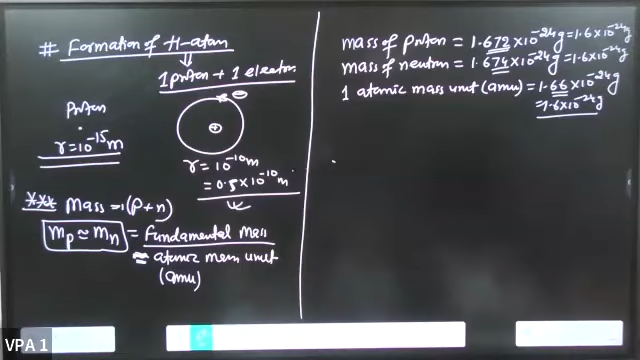 # Formation of H-atom
1 proton + 1 electron
Proton
r = 10⁻¹⁵ m
r = 10⁻¹⁰ m
= 0.5 × 10⁻¹⁰ m
*** Mass = (p+n)
mp ≃ mn = Fundamental Mass
≈ atomic mem unit
(amu)
mass of proton = 1.672 × 10⁻²⁴ g = 1.6 × 10⁻²⁴ g
mass of neutron = 1.674 × 10⁻²⁴ g = 1.6 × 10⁻²⁴ g
1 atomic mass unit (amu) = 1.66 × 10⁻²⁴ g
= 1.6 × 10⁻²⁴ g
VPA 1